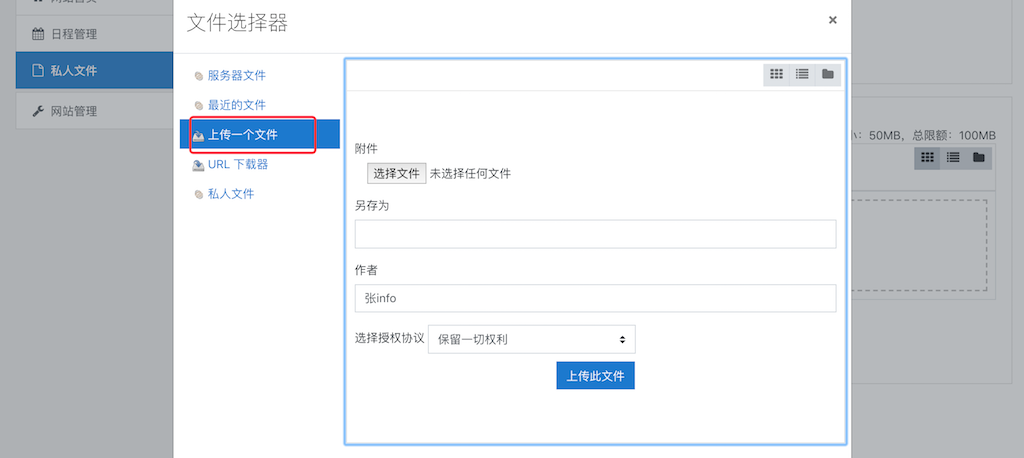 日程管理
私人文件
网站管理
文件选择器
×
服务器文件
最近的文件
上传一个文件
URL 下载器
私人文件
附件
选择文件 未选择任何文件
另存为
作者
张info
选择授权协议 保留一切权利
上传此文件
: 50MB，总限额：100MB